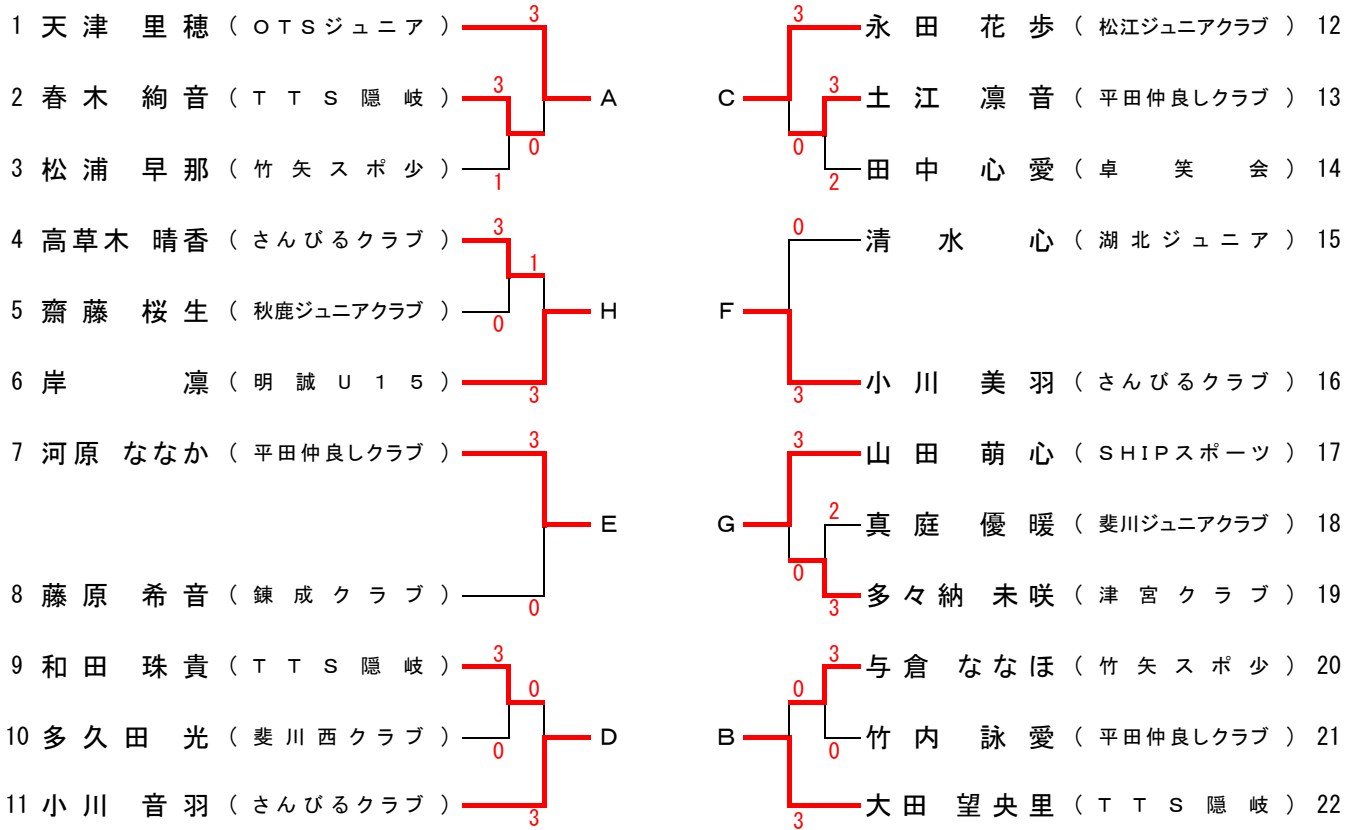 1 天津 里穂 ( OTSジュニア ) 3
2 春木 絢音 ( TTS隠岐 ) 3 A
0
3 松浦 早那 ( 竹矢スポ少 ) 1
4 高草木 晴香 ( さんびるクラブ ) 3
1
5 齋藤 桜生 ( 秋鹿ジュニアクラブ ) 0 H
6 岸 凛 ( 明誠U15 ) 3
7 河原 ななか ( 平田仲良しクラブ ) 3
E
8 藤原 希音 ( 錬成クラブ ) 0
9 和田 珠貴 ( TTS隠岐 ) 3
0
10 多久田 光 ( 斐川西クラブ ) 0 D
11 小川 音羽 ( さんびるクラブ ) 3
3 永田 花歩 ( 松江ジュニアクラブ ) 12
C 3 土江 凛音 ( 平田仲良しクラブ ) 13
0
2 田中 心愛 ( 卓笑会 ) 14
0 清水 心 ( 湖北ジュニア ) 15
F
3 小川 美羽 ( さんびるクラブ ) 16
3 山田 萌心 ( SHIPスポーツ ) 17
G 2 真庭 優暖 ( 斐川ジュニアクラブ ) 18
0
3 多々納 未咲 ( 津宮クラブ ) 19
3 与倉 ななほ ( 竹矢スポ少 ) 20
0
B 0 竹内 詠愛 ( 平田仲良しクラブ ) 21
3 大田 望央里 ( TTS隠岐 ) 22